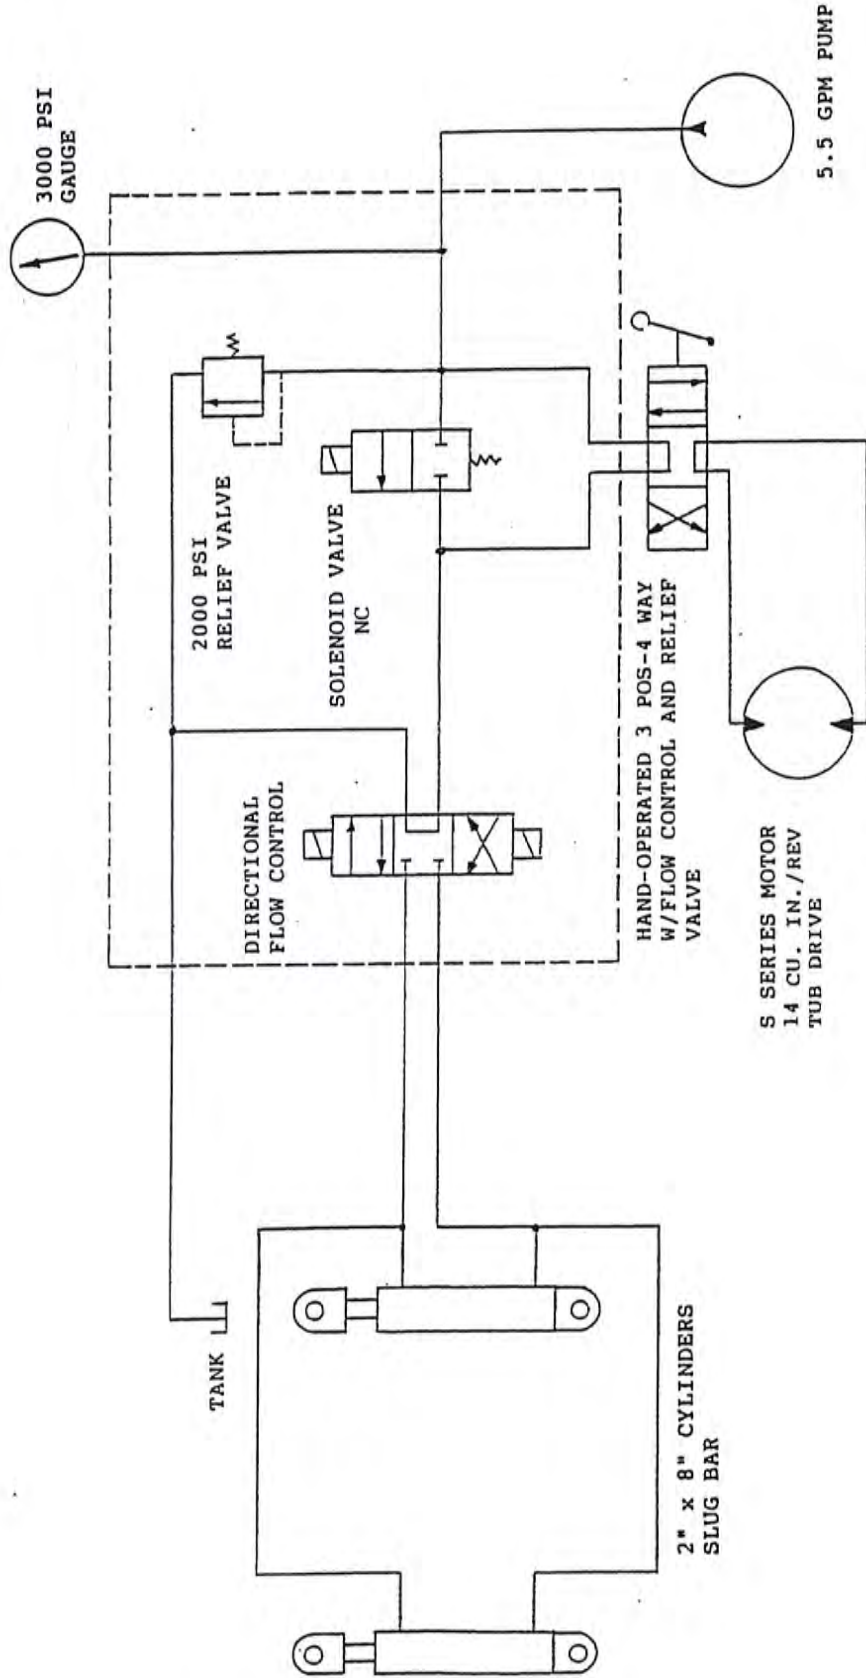 3000 PSI
GAUGE
5.5 GPM PUMP
2000 PSI
RELIEF VALVE
SOLENOID VALVE
NC
DIRECTIONAL
FLOW CONTROL
HAND-OPERATED 3 POS-4 WAY
W/FLOW CONTROL AND RELIEF
VALVE
S SERIES MOTOR
14 CU. IN./REV
TUB DRIVE
TANK
2" x 8" CYLINDERS
SLUG BAR